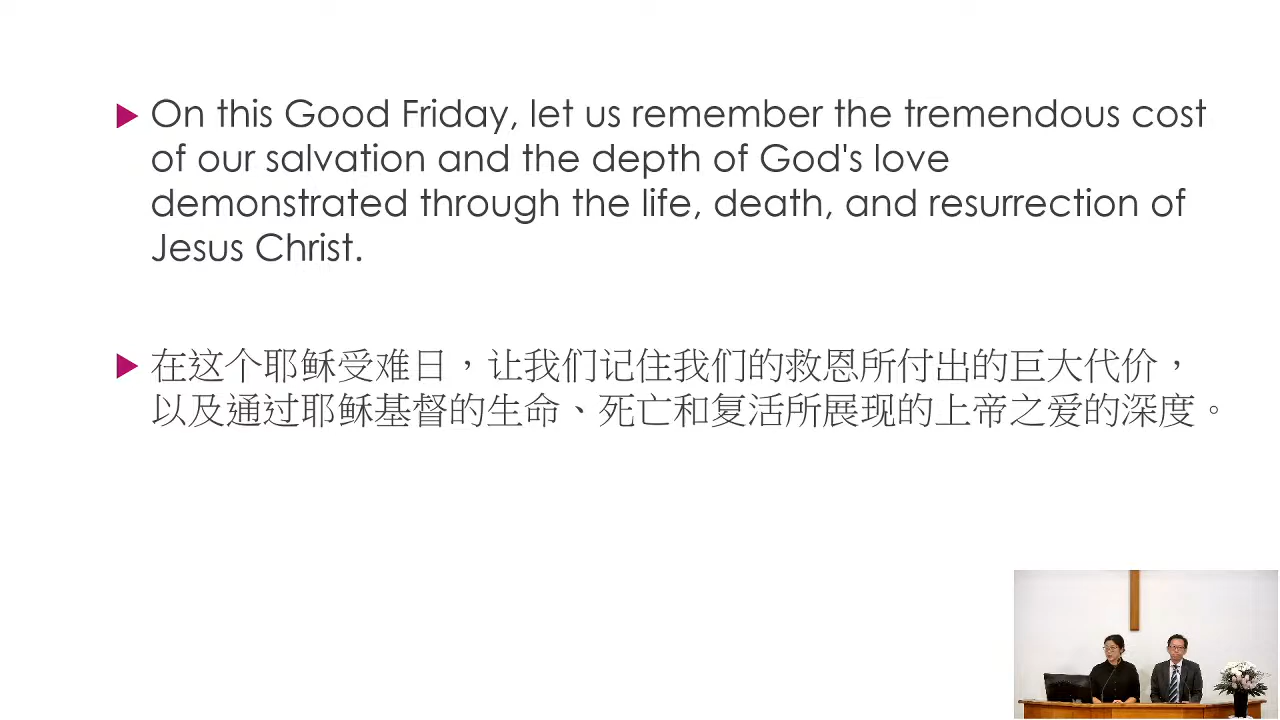 On this Good Friday, let us remember the tremendous cost
of our salvation and the depth of God's love
demonstrated through the life, death, and resurrection of
Jesus Christ.
在这个耶稣受难日，让我们记住我们的救恩所付出的巨大代价，
以及通过耶稣基督的生命、死亡和复活所展现的上帝之爱的深度。